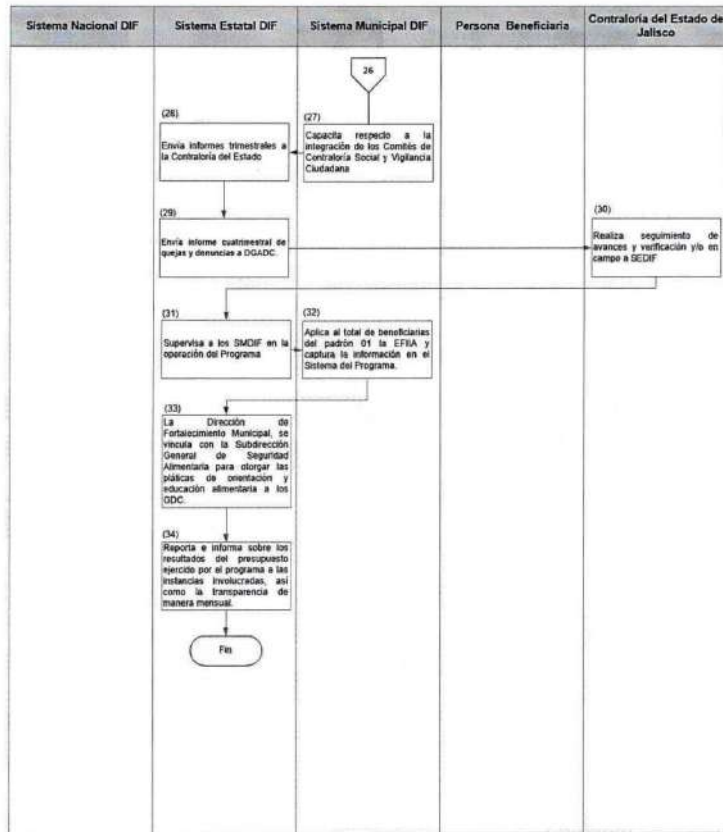 Sistema Nacional DIF
Sistema Estatal DIF
Sistema Municipal DIF
Persona Beneficiaria
Contraloría del Estado de
Jalisco
26
(27)
Capacita respecto a la
integración de los Comités de
Contraloría Social y Vigilancia
Ciudadana
(28)
Envía informes trimestrales a
la Contraloría del Estado
(29)
Envía informe cuatrimestral de
quejas y denuncias a DGADC.
(30)
Realiza seguimiento de
avances y verificación y/o en
campo a SEDIF
(31)
Supervisa a los SMDIF en la
operación del Programa
(32)
Aplica al total de beneficiarias
del padrón 01 la EFIIA y
captura la información en el
Sistema del Programa.
(33)
La Dirección de
Fortalecimiento Municipal, se
vincula con la Subdirección
General de Seguridad
Alimentaria para otorgar las
pláticas de orientación y
educación alimentaria a los
GDC.
(34)
Reporta e informa sobre los
resultados del presupuesto
ejercido por el programa a las
instancias involucradas, así
como la transparencia de
manera mensual.
Fin